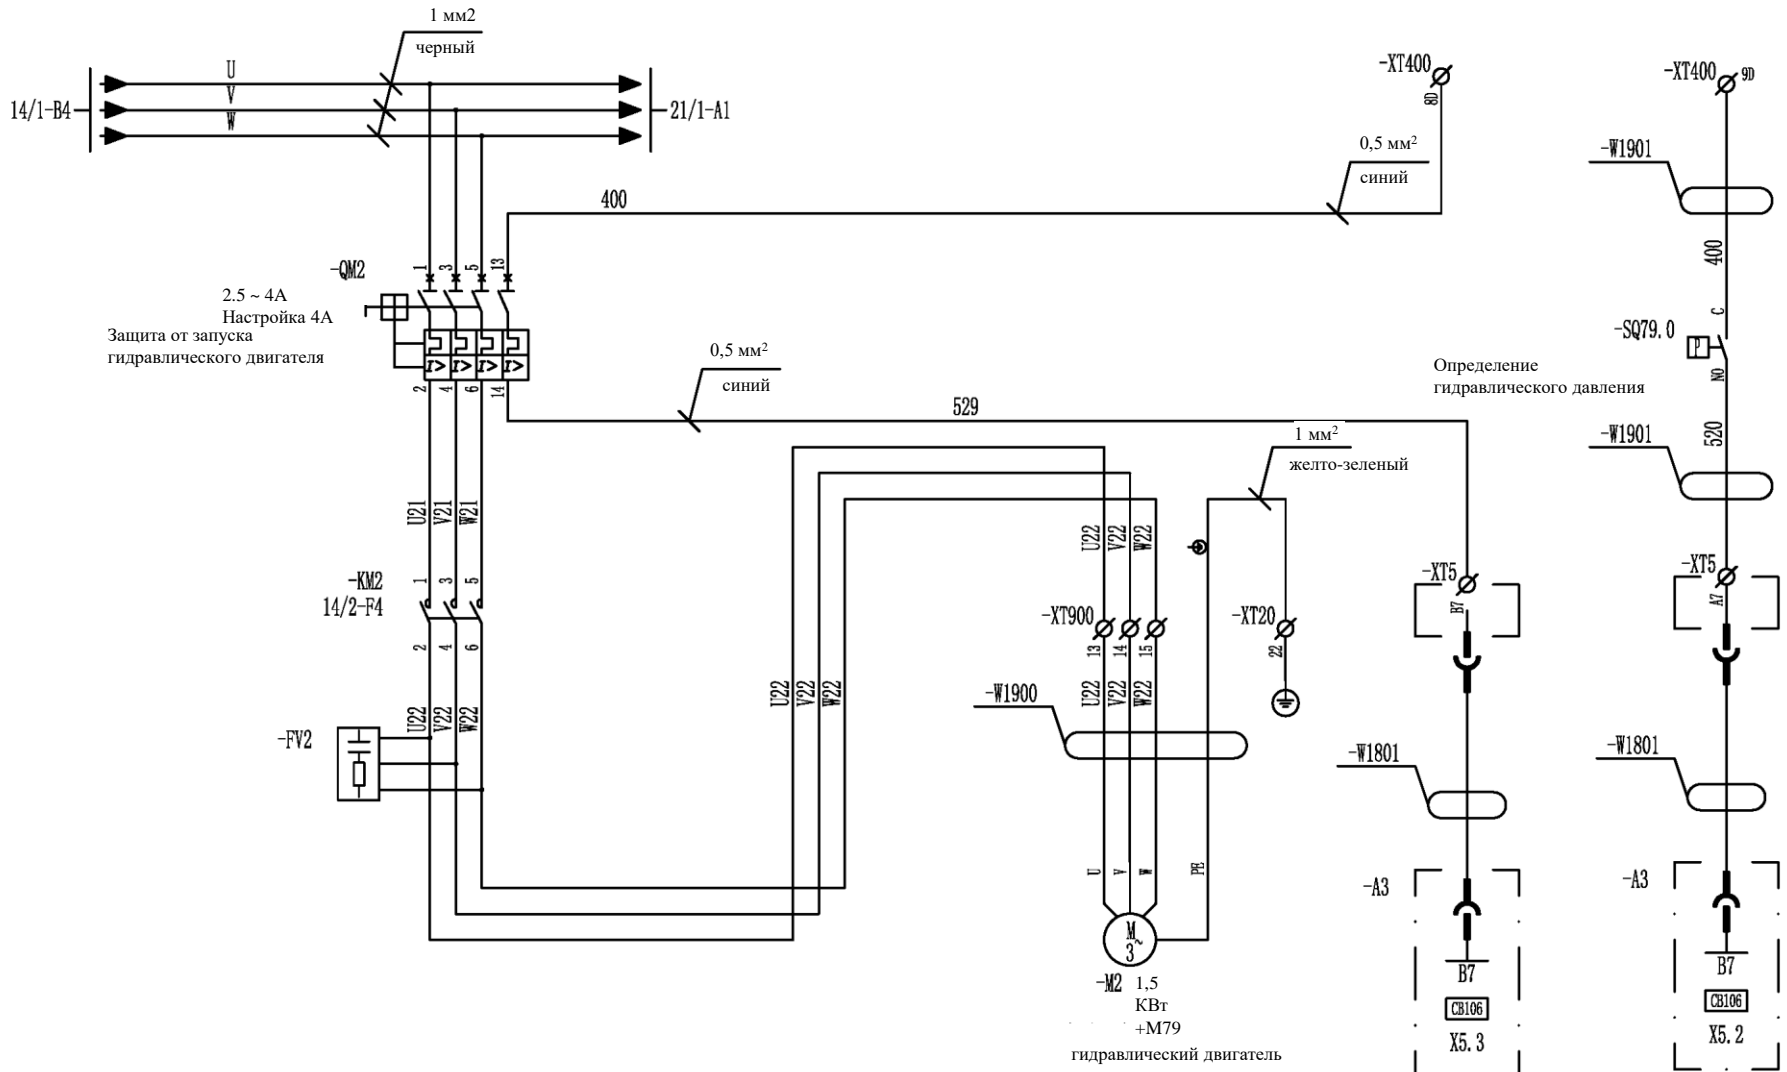 1 мм2
черный
U
V
W
14/1-B4
21/1-A1
-XT400
8D
-XT400
9D
0,5 мм²
синий
-W1901
400
400
-QM2
1
3
5
13
2.5 ~ 4A
Настройка 4А
Защита от запуска
гидравлического двигателя
I>
I>
I>
I>
2
4
6
14
C
-SQ79.0
P
NO
Определение
гидравлического давления
0,5 мм²
синий
529
-W1901
520
1 мм²
желто-зеленый
U21
V21
W21
U22
V22
W22
-KM2
14/2-F4
1
3
5
2
4
6
-XT900
13
14
15
-XT20
22
-XT5
B7
-XT5
A7
U22
V22
W22
U22
V22
W22
U22
V22
W22
-FV2
-W1900
-W1801
-W1801
U
V
W
PE
-A3
-A3
M
3~
-M2
1,5
КВт
+M79
гидравлический двигатель
B7
CB106
X5.3
B7
CB106
X5.2